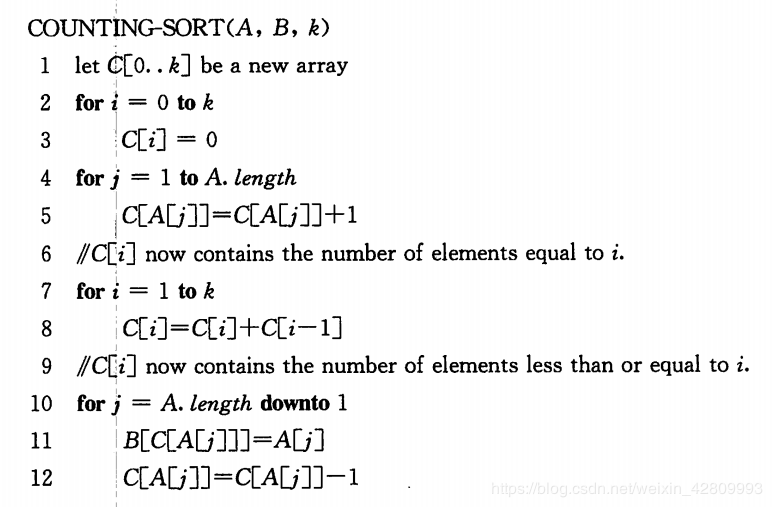 COUNTING-SORT(A, B, k)
1 let C[0..k] be a new array
2 for i = 0 to k
3 C[i] = 0
4 for j = 1 to A. length
5 C[A[j]]=C[A[j]]+1
6 //C[i] now contains the number of elements equal to i.
7 for i = 1 to k
8 C[i]=C[i]+C[i−1]
9 //C[i] now contains the number of elements less than or equal to i.
10 for j = A. length downto 1
11 B[C[A[j]]]=A[j]
12 C[A[j]]=C[A[j]]−1
https://blog.csdn.net/weixin_42809993